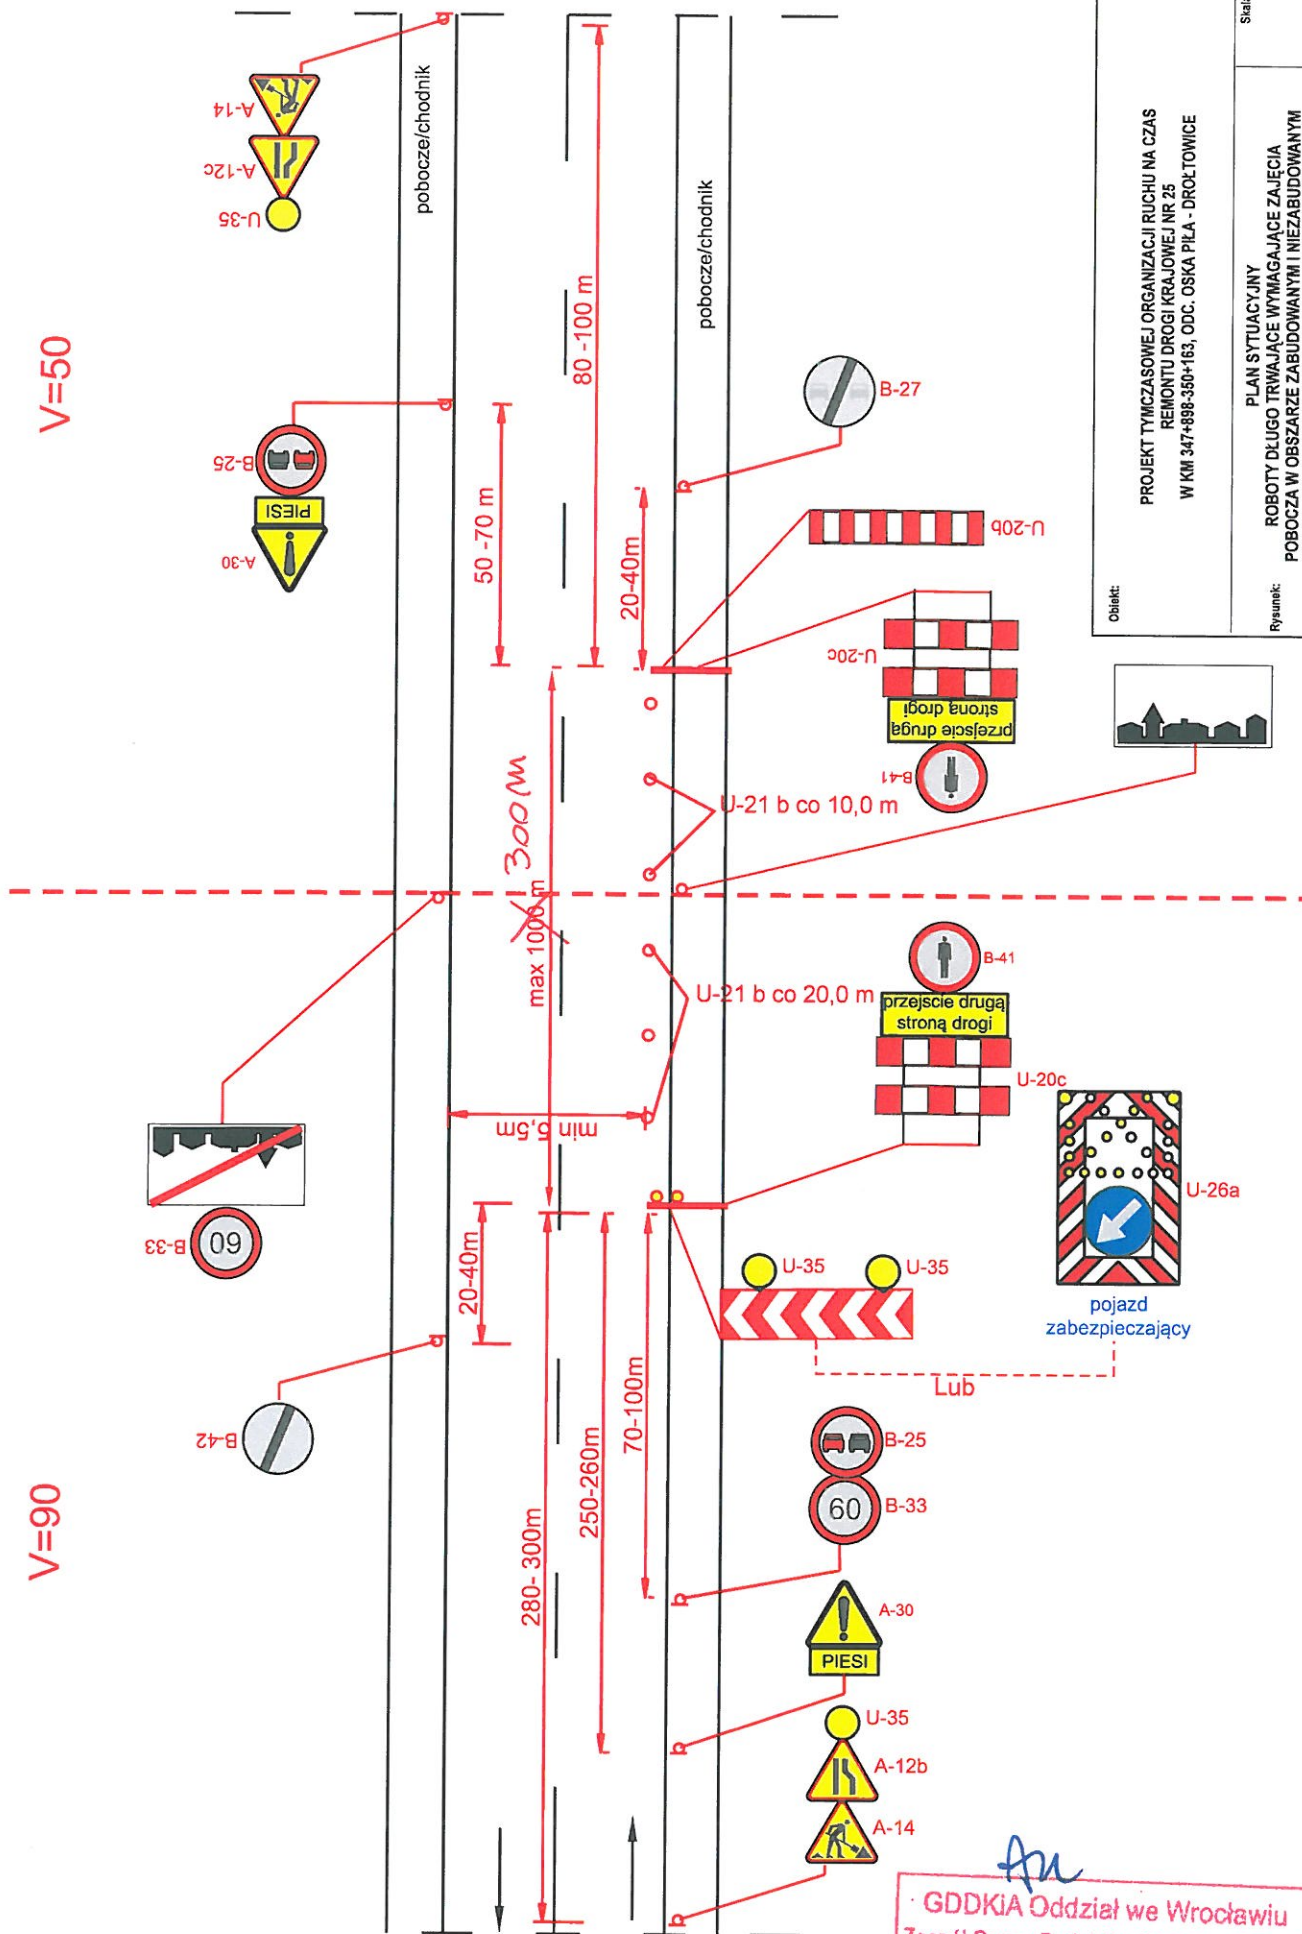 V=50
V=90
A-14
A-12c
U-35
pobocze/chodnik
B-25
PIESI
A-30
80 -100 m
50 -70 m
20-40m
pobocze/chodnik
B-27
U-20b
U-20c
przejscie drugą
stroną drogi
B-41
U-21 b co 10,0 m
300 m
max 1000 m
U-21 b co 20,0 m
B-41
przejscie drugą
stroną drogi
U-20c
min 5,5m
B-33
60
20-40m
B-42
U-35
U-35
U-26a
pojazd
zabezpieczający
Lub
70-100m
250-260m
280- 300m
B-25
60
B-33
A-30
PIESI
U-35
A-12b
A-14
Obiekt:
PROJEKT TYMCZASOWEJ ORGANIZACJI RUCHU NA CZAS
REMONTU DROGI KRAJOWEJ NR 25
W KM 347+898-350+163, ODC. OSKA PIŁA - DROŁTOWICE
Rysunek:
PLAN SYTUACYJNY
ROBOTY DŁUGO TRWAJĄCE WYMAGAJĄCE ZAJĘCIA
POBOCZA W OBSZARZE ZABUDOWANYM I NIEZABUDOWANYM
GDDKiA Oddział we Wrocławiu